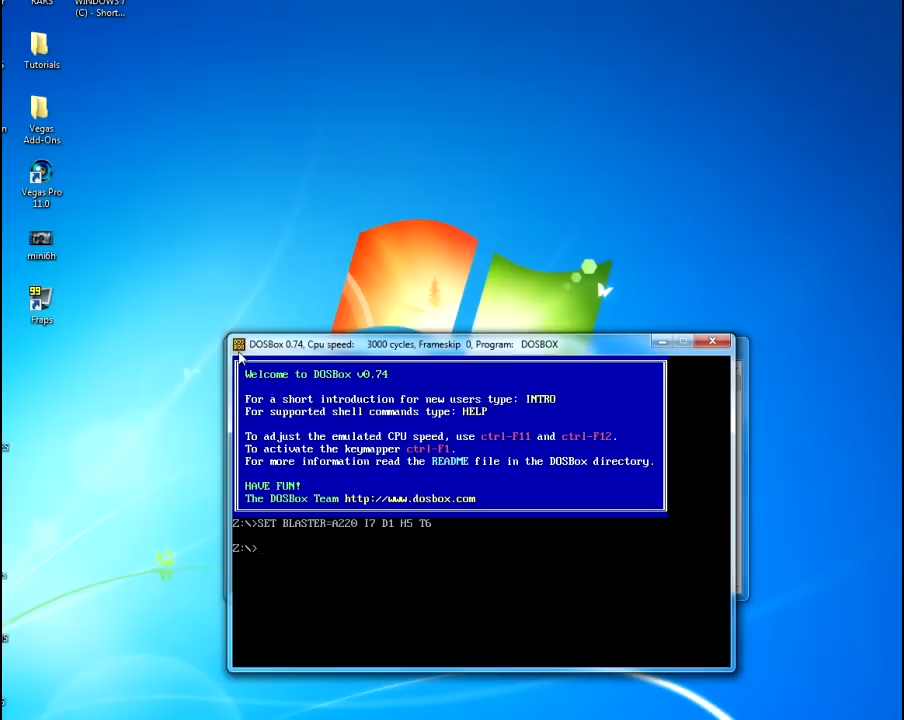 RARS
WINDOWS 7
(C) - Short...
Tutorials
Vegas
Add-Ons
Vegas Pro
11.0
mini6h
99
Fraps
DOSBox 0.74, Cpu speed: 3000 cycles, Frameskip 0, Program: DOSBOX
Welcome to DOSBox v0.74
For a short introduction for new users type: INTRO
For supported shell commands type: HELP
To adjust the emulated CPU speed, use ctrl-F11 and ctrl-F12.
To activate the keymapper ctrl-F1.
For more information read the README file in the DOSBox directory.
HAVE FUN!
The DOSBox Team http://www.dosbox.com
Z:\>SET BLASTER=A220 I7 D1 H5 T6
Z:\>_